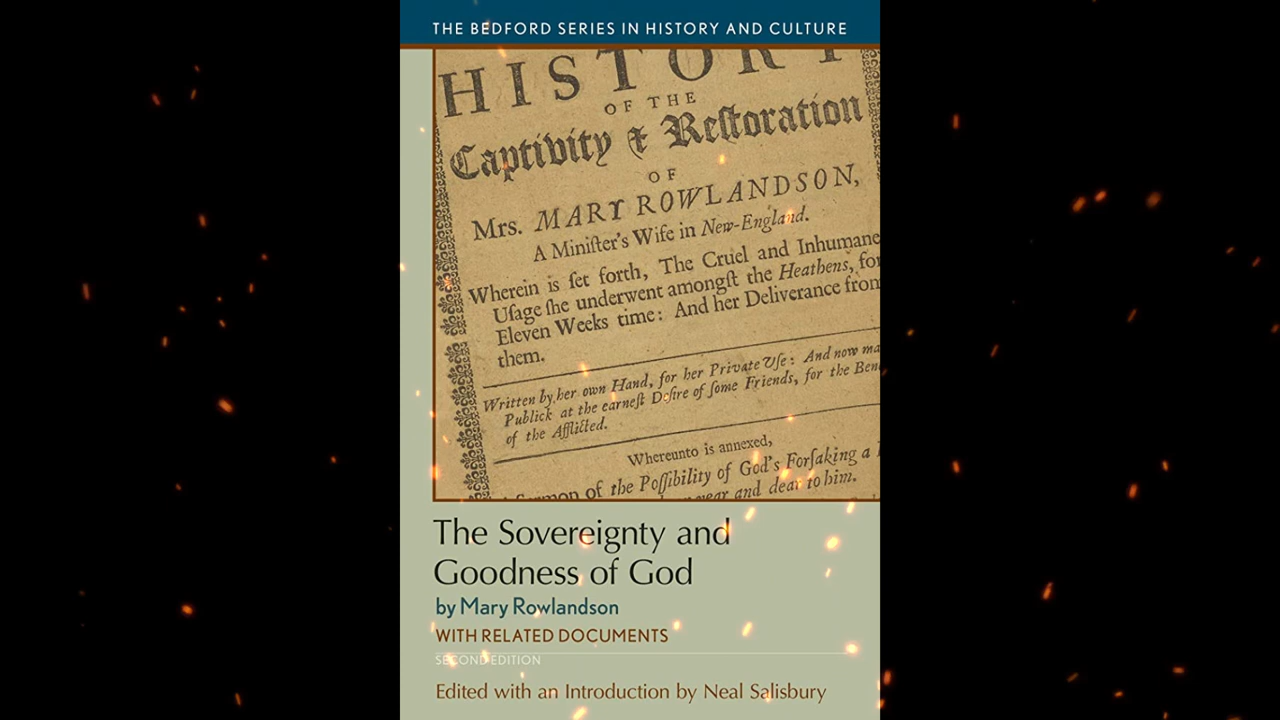 THE BEDFORD SERIES IN HISTORY AND CULTURE
HISTORY
OF THE
Captivity & Reſtoration
OF
Mrs. MARY ROWLANDSON,
A Miniſter's Wife in New-England.
Wherein is ſet forth, The Cruel and Inhumane
Uſage ſhe underwent amongſt the Heathens, for
Eleven Weeks time: And her Deliverance from
them.
Written by her own Hand, for her Private Uſe: And now ma
Publick at the earneſt Deſire of ſome Friends, for the Ben
of the Afflicted.
Whereunto is annexed,
Sermon of the Poſſibility of God's Forſaking a
near and dear to him.
The Sovereignty and
Goodness of God
by Mary Rowlandson
WITH RELATED DOCUMENTS
SECOND EDITION
Edited with an Introduction by Neal Salisbury